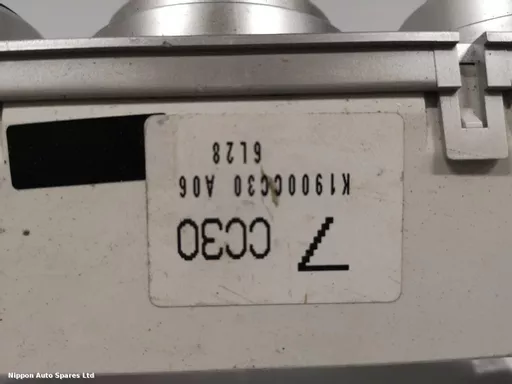 7 CC30
K1900CC30 A06
6L28
Nippon Auto Spares Ltd